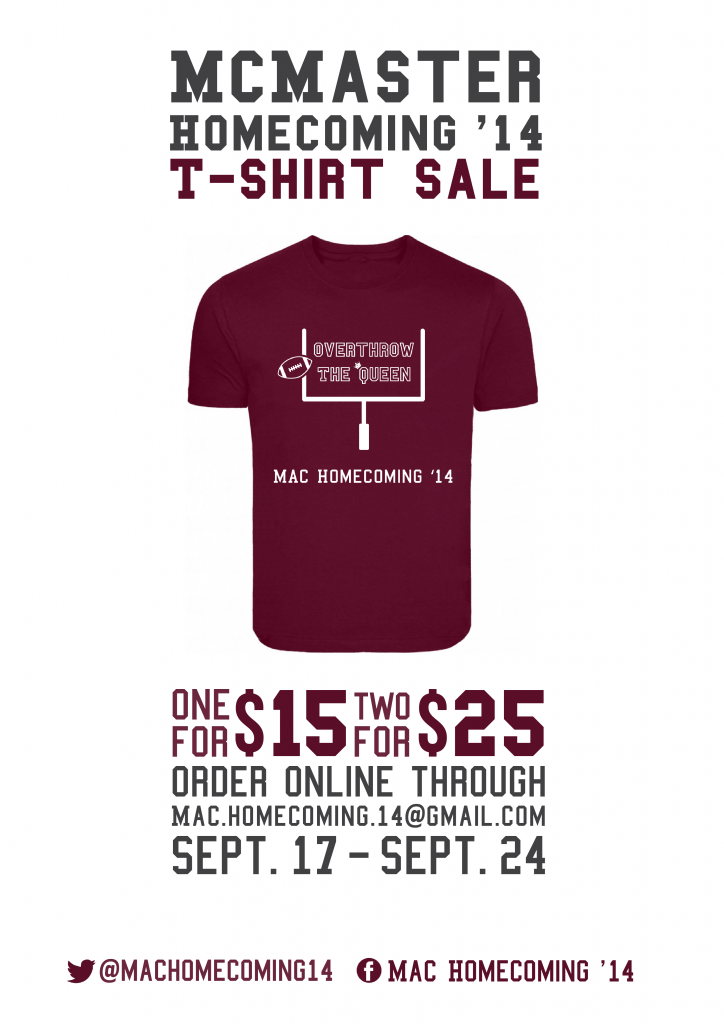 MCMASTER
HOMECOMING '14
T-SHIRT SALE
OVERTHROW
THE QUEEN
MAC HOMECOMING '14
ONE FOR $15 TWO FOR $25
ORDER ONLINE THROUGH
MAC.HOMECOMING.14@GMAIL.COM
SEPT. 17 - SEPT. 24
@MACHOMECOMING14 MAC HOMECOMING '14